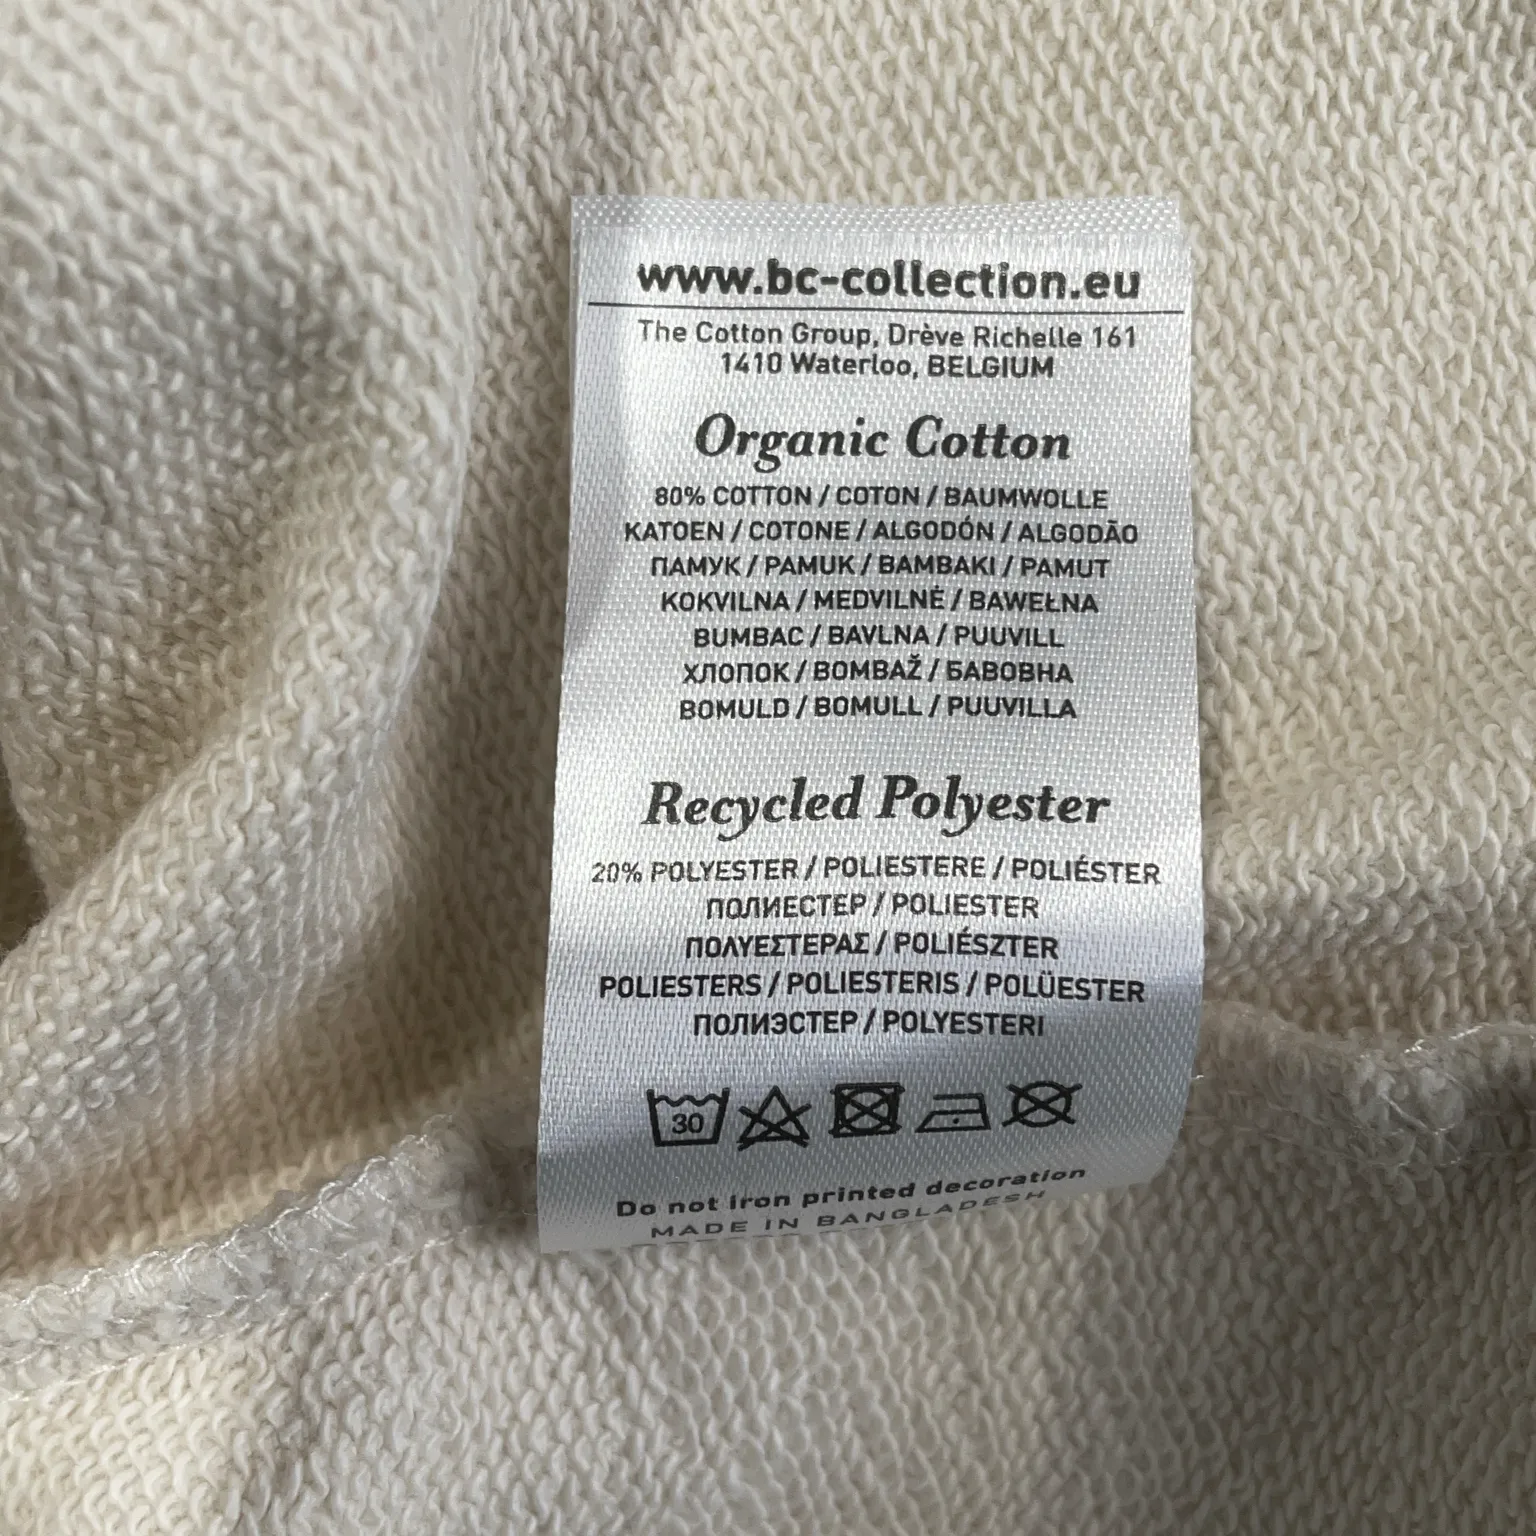 www.bc-collection.eu
The Cotton Group, Drève Richelle 161
1410 Waterloo, BELGIUM
Organic Cotton
80% COTTON / COTON / BAUMWOLLE
KATOEN / COTONE / ALGODÓN / ALGODÃO
ПАМУК / PAMUK / BAMBAKI / PAMUT
KOKVILNA / MEDVILNĖ / BAWEŁNA
BUMBAC / BAVLNA / PUUVILL
ХЛОПОК / BOMBAŽ / БАВОВНА
BOMULD / BOMULL / PUUVILLA
Recycled Polyester
20% POLYESTER / POLIESTERE / POLIÉSTER
ПОЛИЕСТЕР / POLIESTER
ΠΟΛΥΕΣΤΕΡΑΣ / POLIÉSZTER
POLIESTERS / POLIESTERIS / POLÜESTER
ПОЛИЭСТЕР / POLYESTERI
30
Do not iron printed decoration
MADE IN BANGLADESH